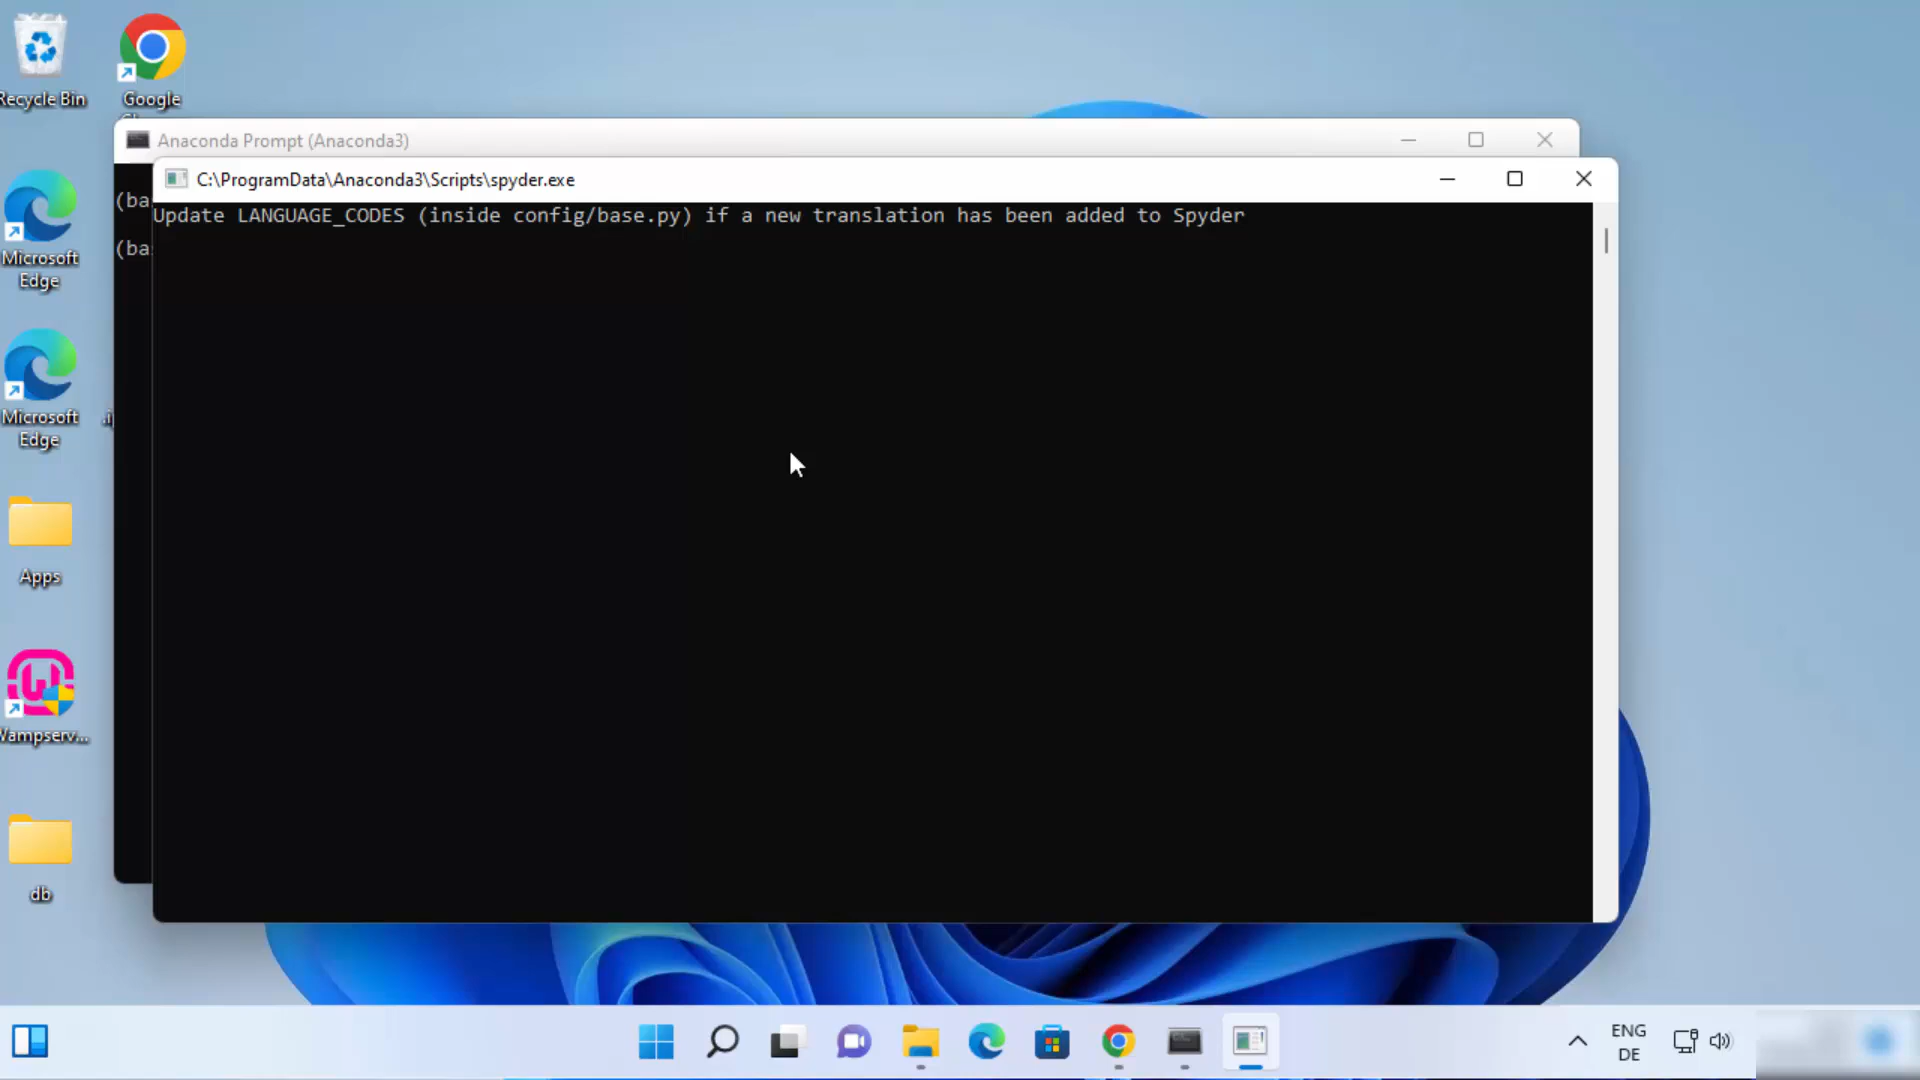 Recycle Bin
Google
Anaconda Prompt (Anaconda3)
C:\ProgramData\Anaconda3\Scripts\spyder.exe
(ba
Update LANGUAGE_CODES (inside config/base.py) if a new translation has been added to Spyder
(ba
Microsoft
Edge
Microsoft
Edge
.i
Apps
Wampserv...
db
ENG
DE